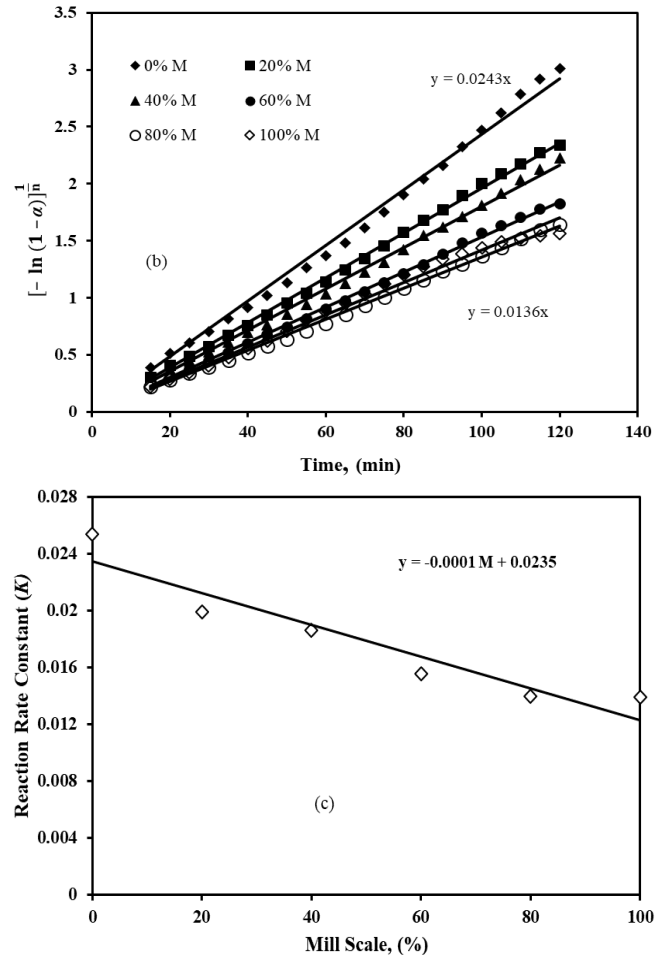 3.5
3
2.5
2
1.5
1
0.5
0
[− ln (1 − α)]^(1/n)
0% M 20% M
40% M 60% M
80% M 100% M
y = 0.0243x
(b)
y = 0.0136x
0 20 40 60 80 100 120 140
Time, (min)
0.028
0.024
0.02
0.016
0.012
0.008
0.004
0
Reaction Rate Constant (K)
y = -0.0001 M + 0.0235
(c)
0 20 40 60 80 100
Mill Scale, (%)